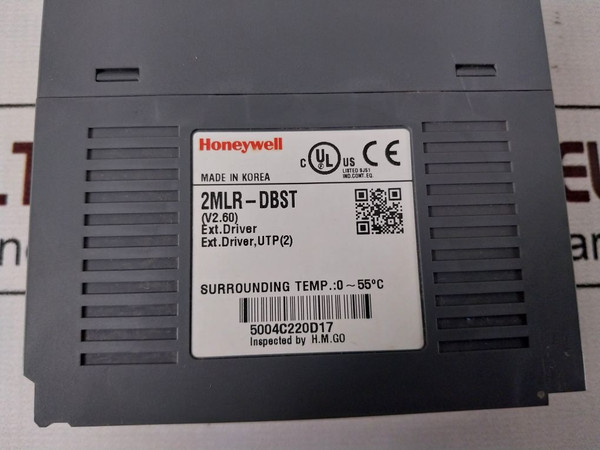 Honeywell
C UL US
LISTED 9J51
IND.CONT.EQ.
CE
MADE IN KOREA
2MLR-DBST
(V2.60)
Ext.Driver
Ext.Driver,UTP(2)
SURROUNDING TEMP.:0~55°C
5004C220D17
Inspected by H.M.GO